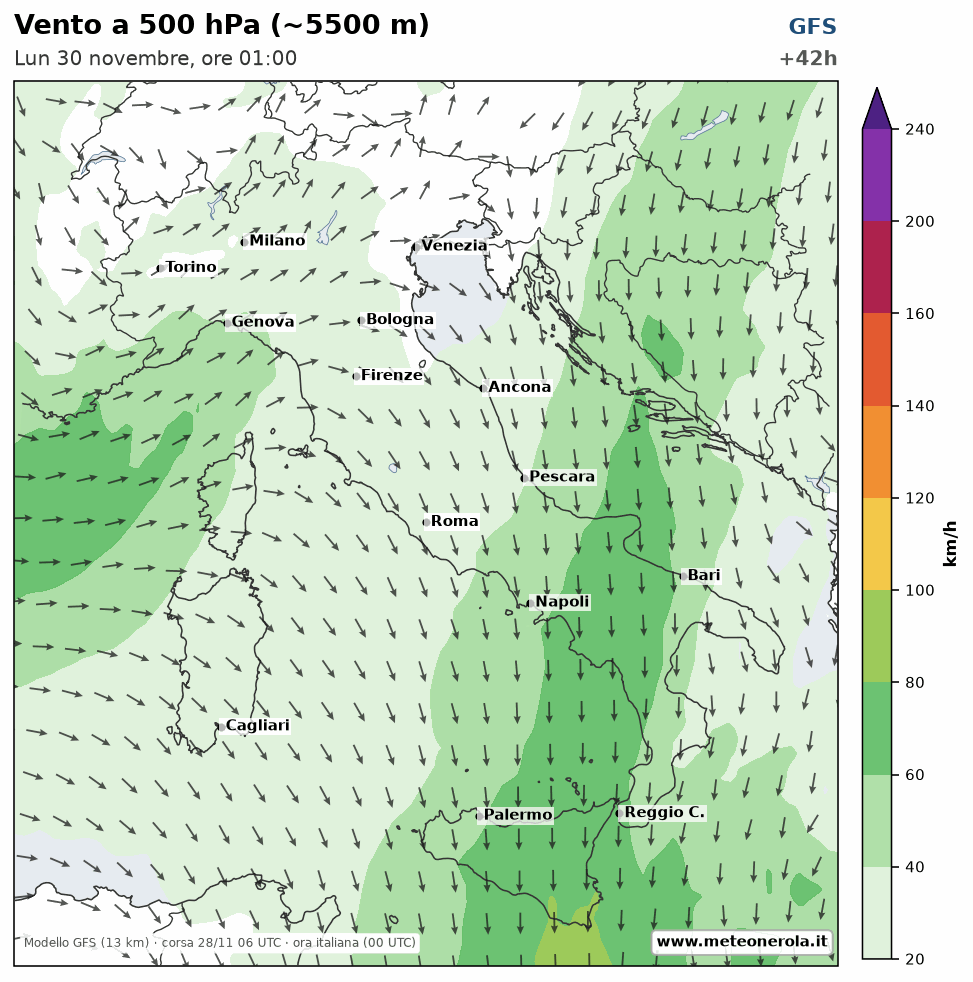 Vento a 500 hPa (~5500 m)
GFS
Lun 30 novembre, ore 01:00
+42h
240
200
160
140
120
100
80
60
40
20
km/h
Milano
Venezia
Torino
Genova
Bologna
Firenze
Ancona
Pescara
Roma
Bari
Napoli
Cagliari
Palermo
Reggio C.
Modello GFS (13 km) · corsa 28/11 06 UTC · ora italiana (00 UTC)
www.meteonerola.it